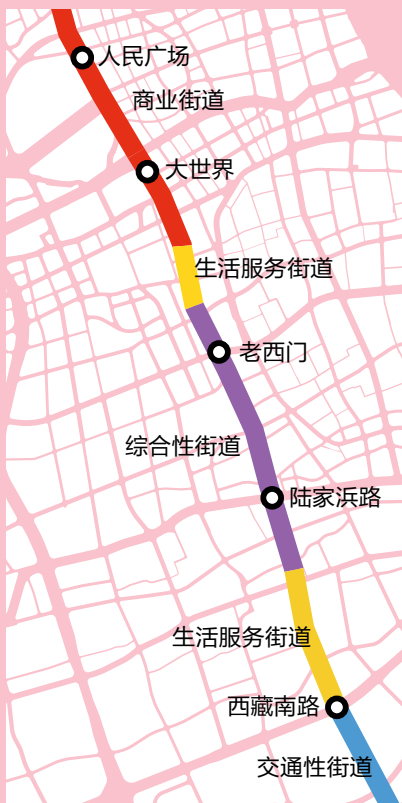 人民广场
商业街道
大世界
生活服务街道
老西门
综合性街道
陆家浜路
生活服务街道
西藏南路
交通性街道